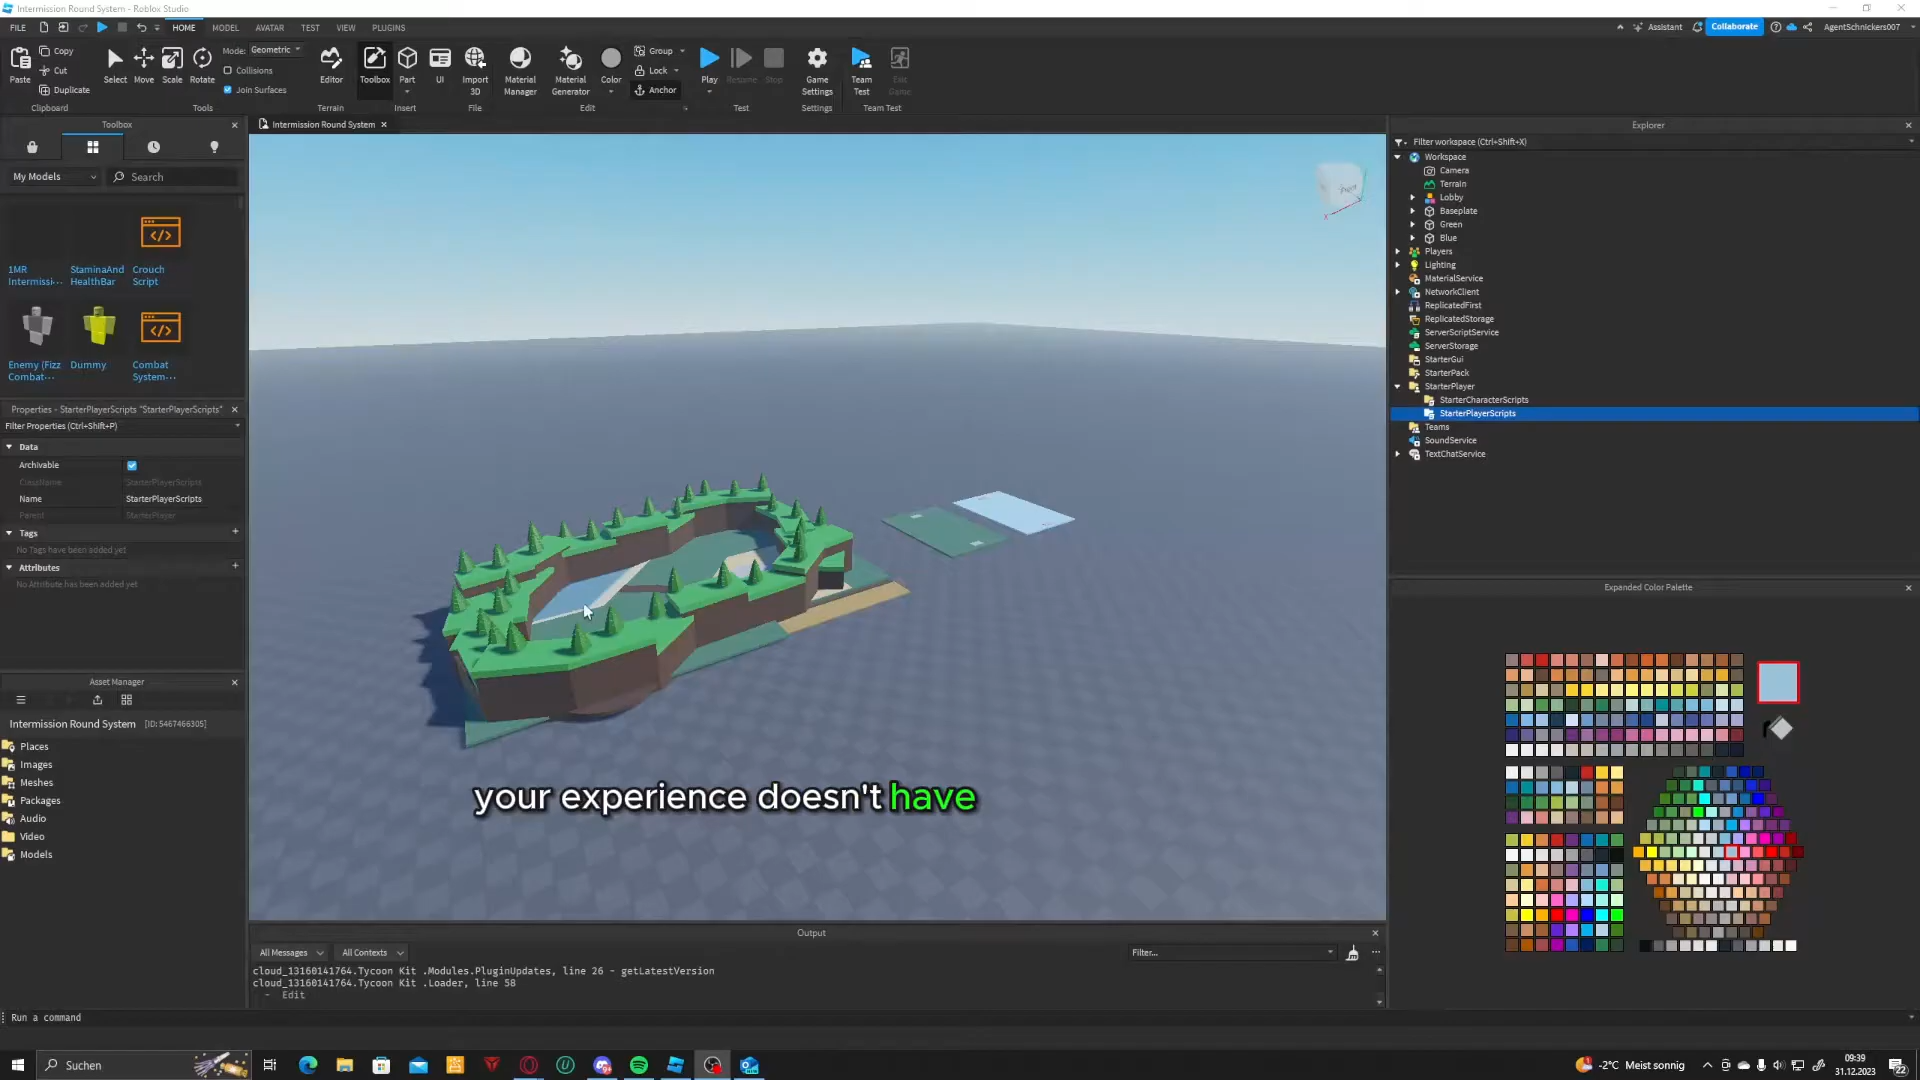 Intermission Round System - Roblox Studio
FILE HOME MODEL AVATAR TEST VIEW PLUGINS
Assistant Collaborate AgentSchnickers007
Paste Copy Cut Duplicate Clipboard
Select Move Scale Rotate Mode: Geometric Collisions Join Surfaces Tools
Editor Terrain
Toolbox Part UI Insert
Import 3D File
Material Manager Material Generator Color Group Lock Anchor Edit
Play Resume Stop Test
Game Settings Settings
Team Test Exit Game Team Test
Toolbox
My Models Search
1MR Intermissi···
StaminaAnd HealthBar
Crouch Script
Enemy (Fizz Combat···
Dummy
Combat System···
Properties - StarterPlayerScripts "StarterPlayerScripts"
Filter Properties (Ctrl+Shift+P)
Data
Archivable
ClassName StarterPlayerScripts
Name StarterPlayerScripts
Parent StarterPlayer
Tags +
No Tags have been added yet
Attributes +
No Attribute has been added yet
Asset Manager
Intermission Round System [ID: 5467466305]
Places
Images
Meshes
Packages
Audio
Video
Models
Intermission Round System
Front
X
your experience doesn't have
Output
All Messages All Contexts Filter...
cloud_13160141764.Tycoon Kit .Modules.PluginUpdates, line 26 - getLatestVersion
cloud_13160141764.Tycoon Kit .Loader, line 58
- Edit
Explorer
Filter workspace (Ctrl+Shift+X)
Workspace
Camera
Terrain
Lobby
Baseplate
Green
Blue
Players
Lighting
MaterialService
NetworkClient
ReplicatedFirst
ReplicatedStorage
ServerScriptService
ServerStorage
StarterGui
StarterPack
StarterPlayer
StarterCharacterScripts
StarterPlayerScripts
Teams
SoundService
TextChatService
Expanded Color Palette
Run a command
Suchen
-2°C Meist sonnig
09:39
31.12.2023
22